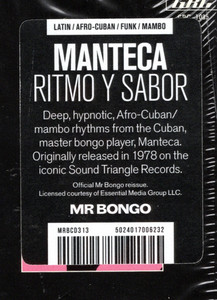 LATIN / AFRO-CUBAN / FUNK / MAMBO
MANTECA
RITMO Y SABOR
Deep, hypnotic, Afro-Cuban/
mambo rhythms from the Cuban,
master bongo player, Manteca.
Originally released in 1978 on the
iconic Sound Triangle Records.
Official Mr Bongo reissue.
Licensed courtesy of Essential Media Group LLC.
MR BONGO
MRBCD313
5024017006232